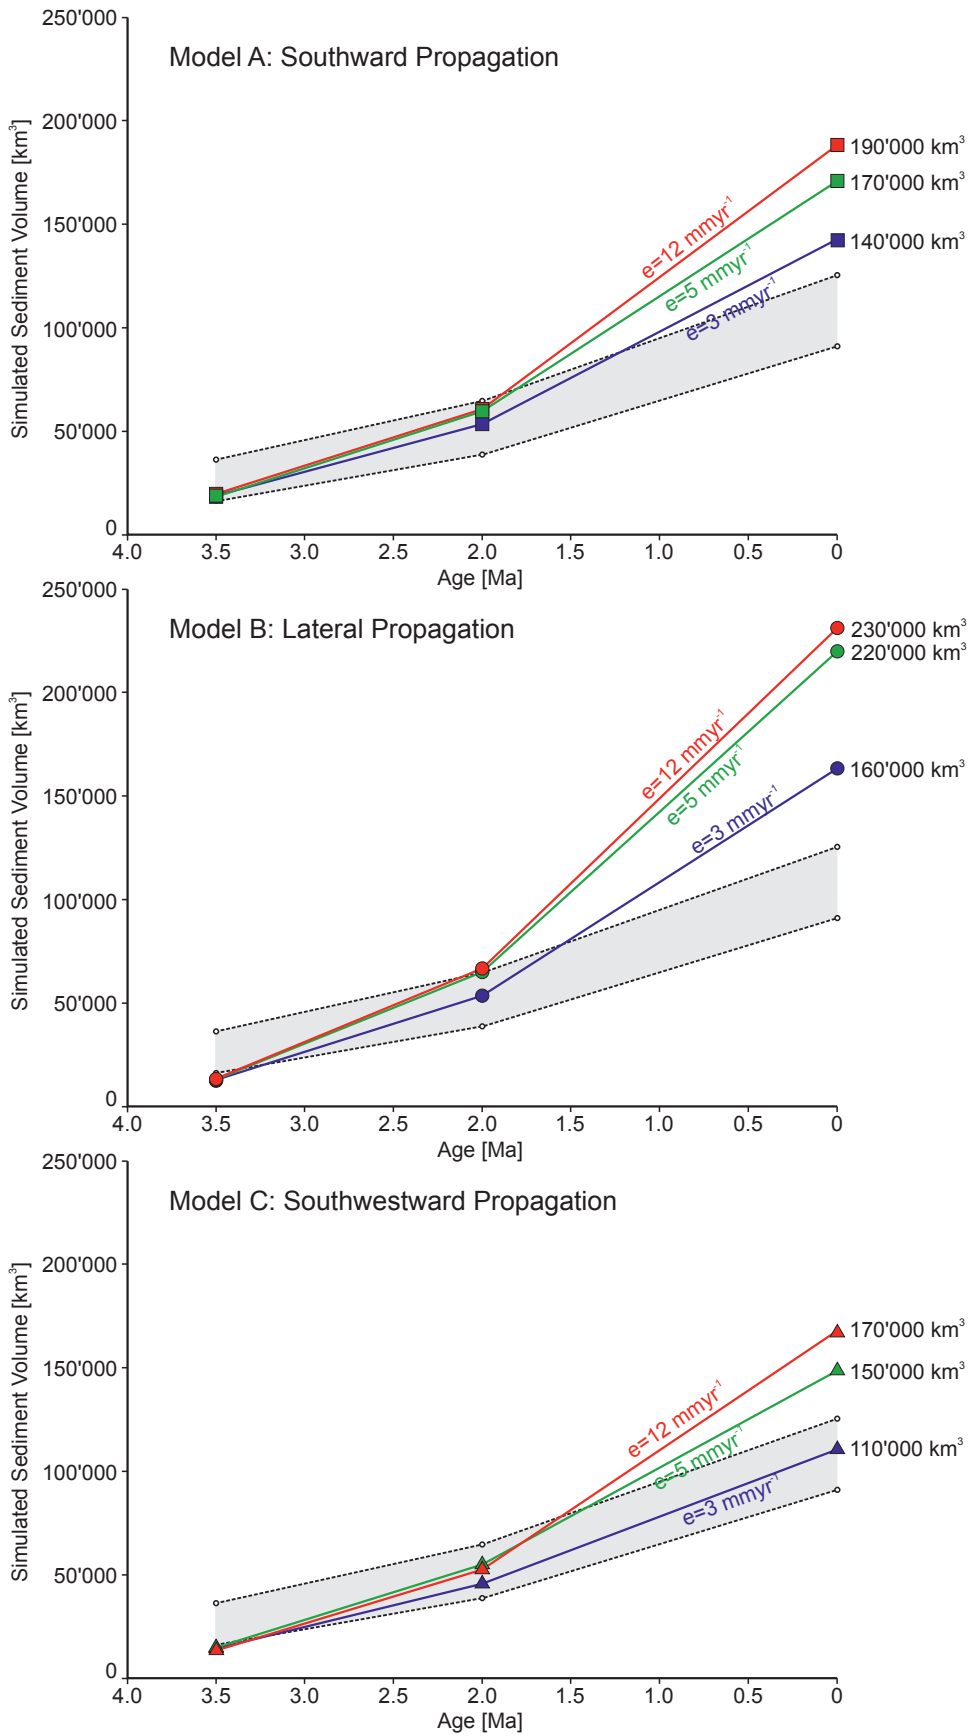 250'000
Model A: Southward Propagation
200'000
190'000 km³
170'000 km³
150'000
e=12 mmyr⁻¹
140'000 km³
e=5 mmyr⁻¹
e=3 mmyr⁻¹
100'000
50'000
0
Simulated Sediment Volume [km³]
4.0 3.5 3.0 2.5 2.0 1.5 1.0 0.5 0
Age [Ma]
250'000
Model B: Lateral Propagation
230'000 km³
220'000 km³
200'000
e=12 mmyr⁻¹
e=5 mmyr⁻¹
160'000 km³
150'000
e=3 mmyr⁻¹
100'000
50'000
0
Simulated Sediment Volume [km³]
4.0 3.5 3.0 2.5 2.0 1.5 1.0 0.5 0
Age [Ma]
250'000
Model C: Southwestward Propagation
200'000
170'000 km³
150'000 km³
150'000
e=12 mmyr⁻¹
110'000 km³
e=5 mmyr⁻¹
e=3 mmyr⁻¹
100'000
50'000
0
Simulated Sediment Volume [km³]
4.0 3.5 3.0 2.5 2.0 1.5 1.0 0.5 0
Age [Ma]